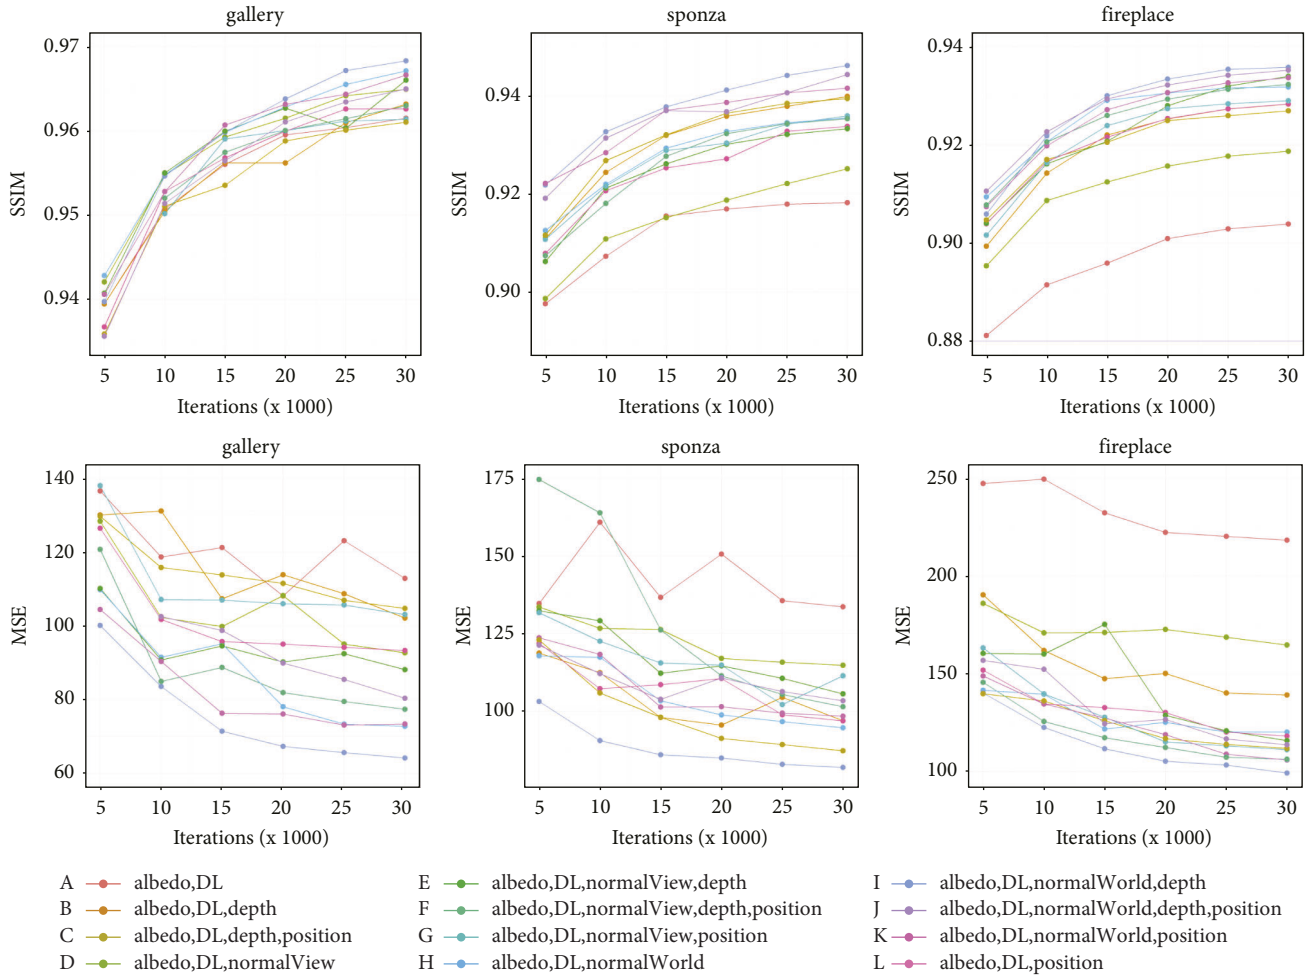 gallery
sponza
fireplace
SSIM
0.97
0.96
0.95
0.94
5 10 15 20 25 30
Iterations (x 1000)
SSIM
0.94
0.92
0.90
5 10 15 20 25 30
Iterations (x 1000)
SSIM
0.94
0.92
0.90
0.88
5 10 15 20 25 30
Iterations (x 1000)
gallery
sponza
fireplace
MSE
140
120
100
80
60
5 10 15 20 25 30
Iterations (x 1000)
MSE
175
150
125
100
5 10 15 20 25 30
Iterations (x 1000)
MSE
250
200
150
100
5 10 15 20 25 30
Iterations (x 1000)
A albedo,DL
B albedo,DL,depth
C albedo,DL,depth,position
D albedo,DL,normalView
E albedo,DL,normalView,depth
F albedo,DL,normalView,depth,position
G albedo,DL,normalView,position
H albedo,DL,normalWorld
I albedo,DL,normalWorld,depth
J albedo,DL,normalWorld,depth,position
K albedo,DL,normalWorld,position
L albedo,DL,position